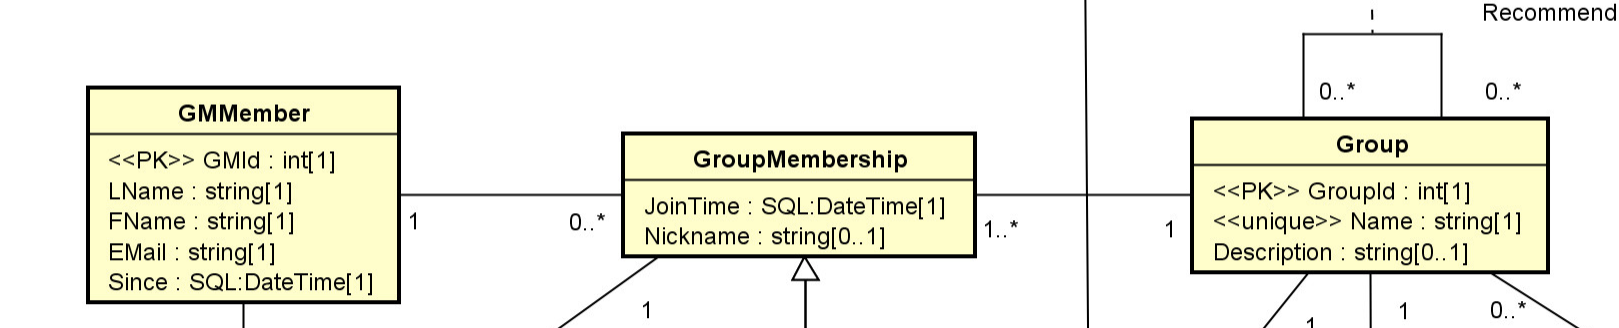 Recommend
0..*
0..*
GMMember
<<PK>> GMId : int[1]
LName : string[1]
FName : string[1]
EMail : string[1]
Since : SQL:DateTime[1]
1
0..*
GroupMembership
JoinTime : SQL:DateTime[1]
Nickname : string[0..1]
1..*
1
Group
<<PK>> GroupId : int[1]
<<unique>> Name : string[1]
Description : string[0..1]
1
1
1
0..*